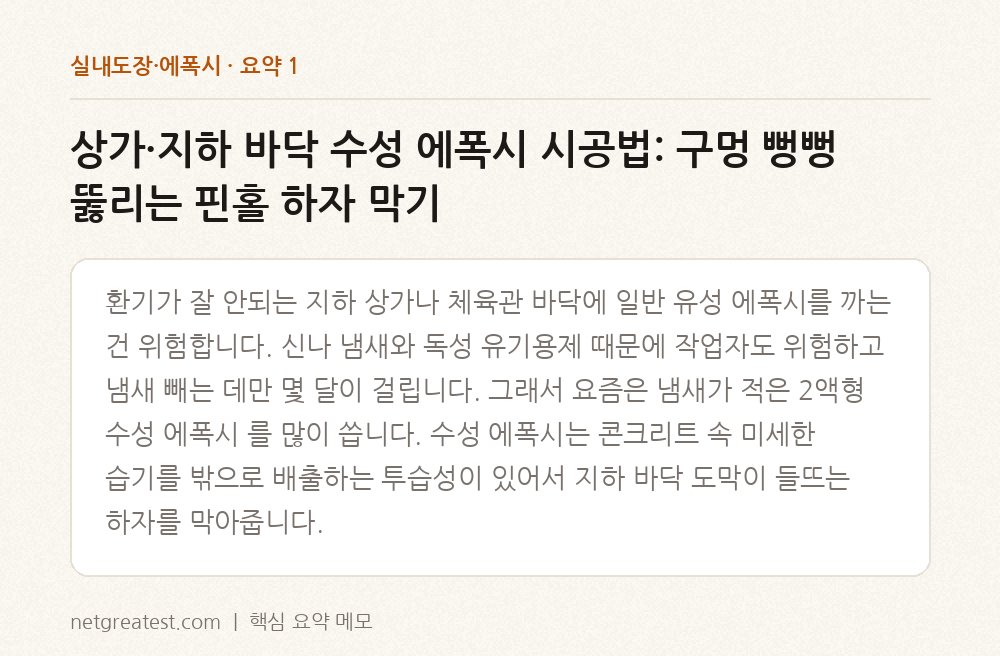 실내도장·에폭시 · 요약 1
상가·지하 바닥 수성 에폭시 시공법: 구멍 뻥뻥
뚫리는 핀홀 하자 막기
환기가 잘 안되는 지하 상가나 체육관 바닥에 일반 유성 에폭시를 까는
건 위험합니다. 신나 냄새와 독성 유기용제 때문에 작업자도 위험하고
냄새 빼는 데만 몇 달이 걸립니다. 그래서 요즘은 냄새가 적은 2액형
수성 에폭시 를 많이 씁니다. 수성 에폭시는 콘크리트 속 미세한
습기를 밖으로 배출하는 투습성이 있어서 지하 바닥 도막이 들뜨는
하자를 막아줍니다.
netgreatest.com | 핵심 요약 메모